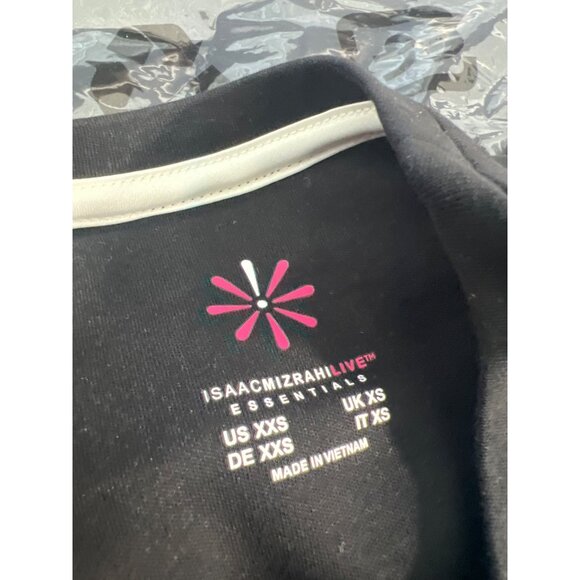 ISAACMIZRAHILIVE™
ESSENTIALS
US XXS UK XS
DE XXS IT XS
MADE IN VIETNAM